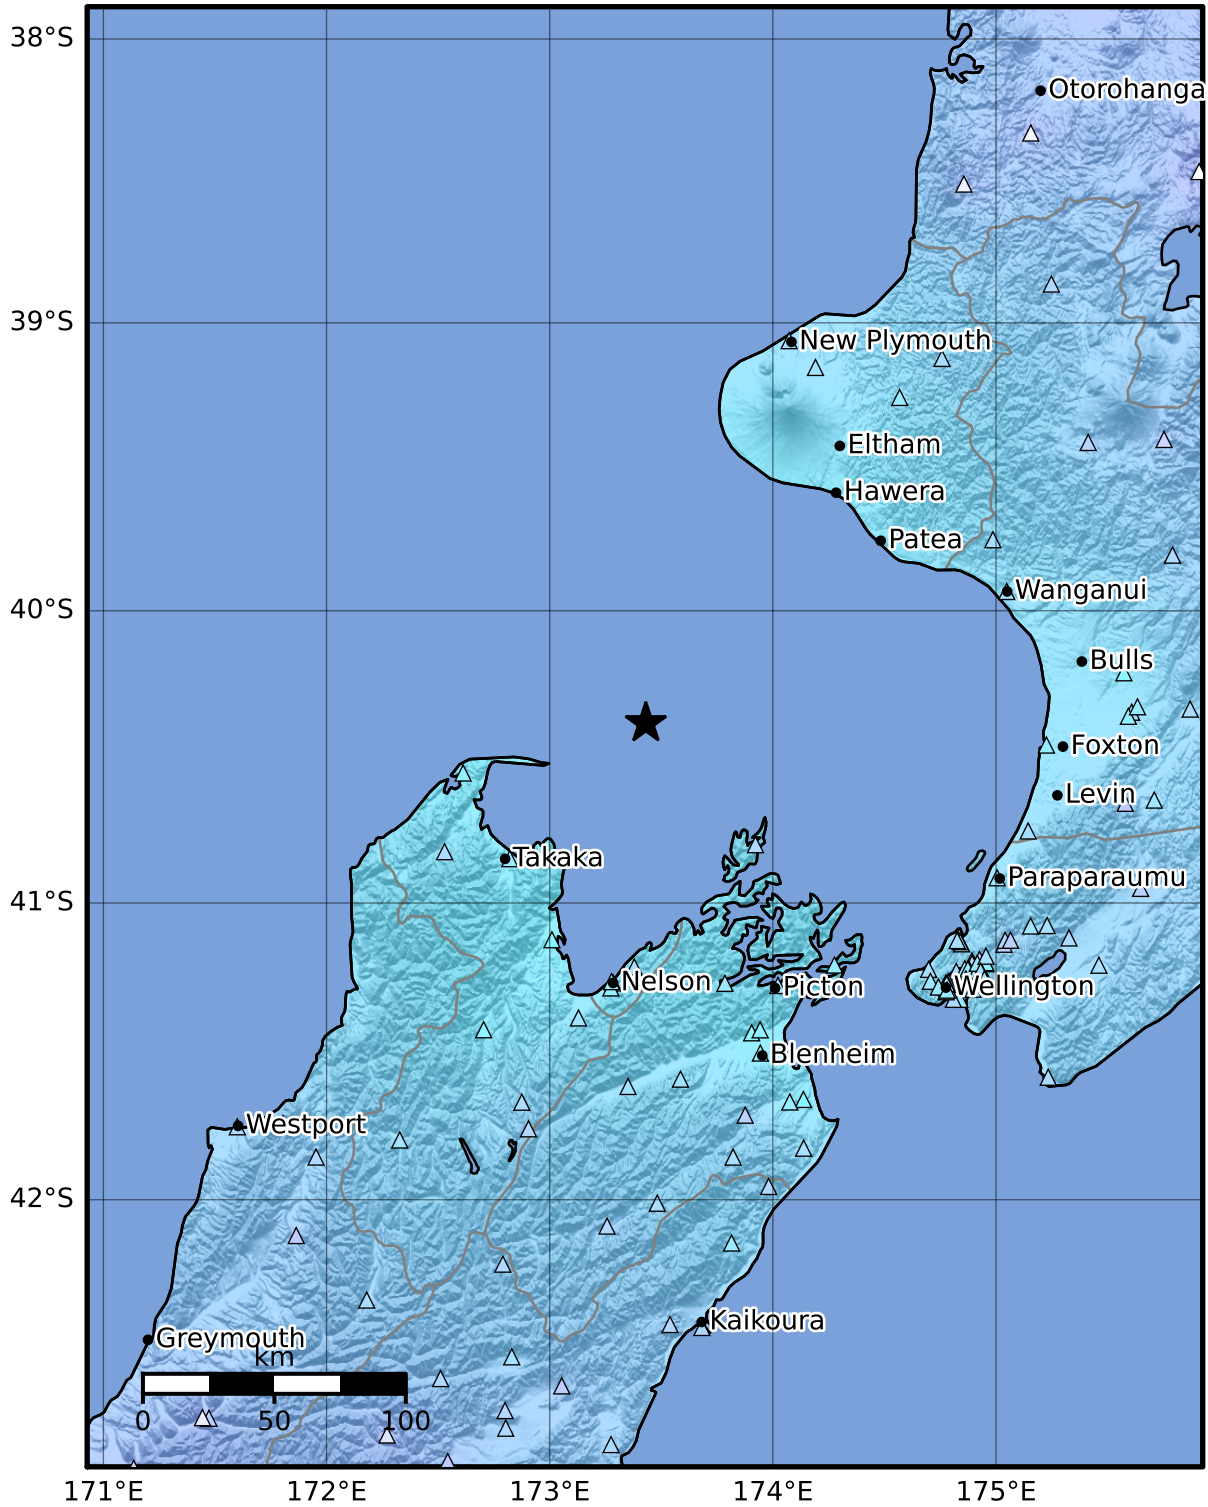 38°S
Otorohanga
39°S
New Plymouth
Eltham
Hawera
Patea
40°S
Wanganui
Bulls
Foxton
Levin
Takaka
Paraparaumu
41°S
Nelson
Picton
Wellington
Blenheim
Westport
42°S
Kaikoura
Greymouth
km
0 50 100
171°E 172°E 173°E 174°E 175°E